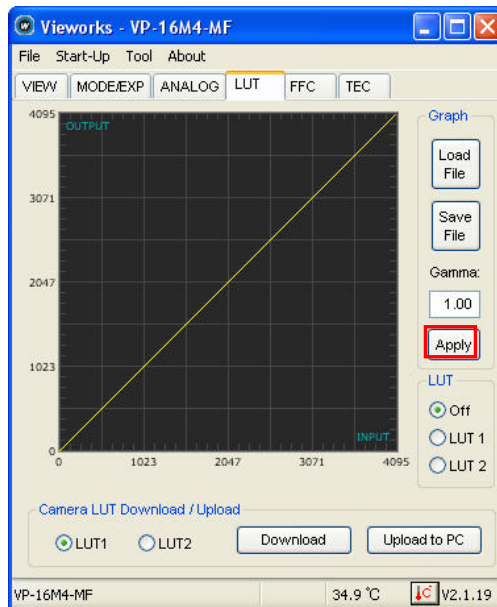 Vieworks - VP-16M4-MF
File Start-Up Tool About
VIEW MODE/EXP ANALOG LUT FFC TEC
4095
OUTPUT
3071
2047
1023
0
INPUT
0 1023 2047 3071 4095
Graph
Load
File
Save
File
Gamma:
1.00
Apply
LUT
Off
LUT 1
LUT 2
Camera LUT Download / Upload
LUT1 LUT2 Download Upload to PC
VP-16M4-MF 34.9 ℃ V2.1.19